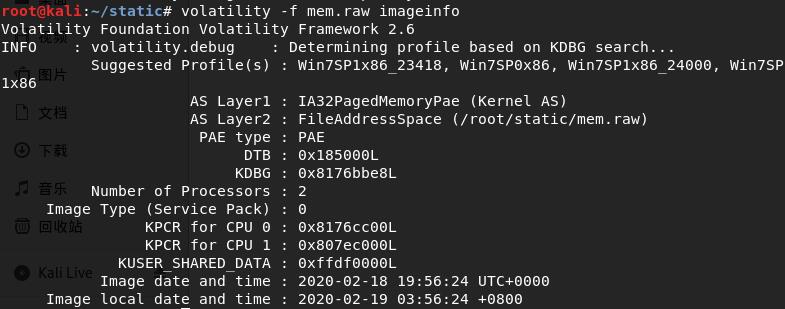 root@kali:~/static# volatility -f mem.raw imageinfo
Volatility Foundation Volatility Framework 2.6
INFO    : volatility.debug    : Determining profile based on KDBG search...
Suggested Profile(s) : Win7SP1x86_23418, Win7SP0x86, Win7SP1x86_24000, Win7SP
1x86
AS Layer1 : IA32PagedMemoryPae (Kernel AS)
AS Layer2 : FileAddressSpace (/root/static/mem.raw)
PAE type : PAE
DTB : 0x185000L
KDBG : 0x8176bbe8L
Number of Processors : 2
Image Type (Service Pack) : 0
KPCR for CPU 0 : 0x8176cc00L
KPCR for CPU 1 : 0x807ec000L
KUSER_SHARED_DATA : 0xffdf0000L
Image date and time : 2020-02-18 19:56:24 UTC+0000
Image local date and time : 2020-02-19 03:56:24 +0800
视频
图片
文档
下载
音乐
回收站
Kali Live